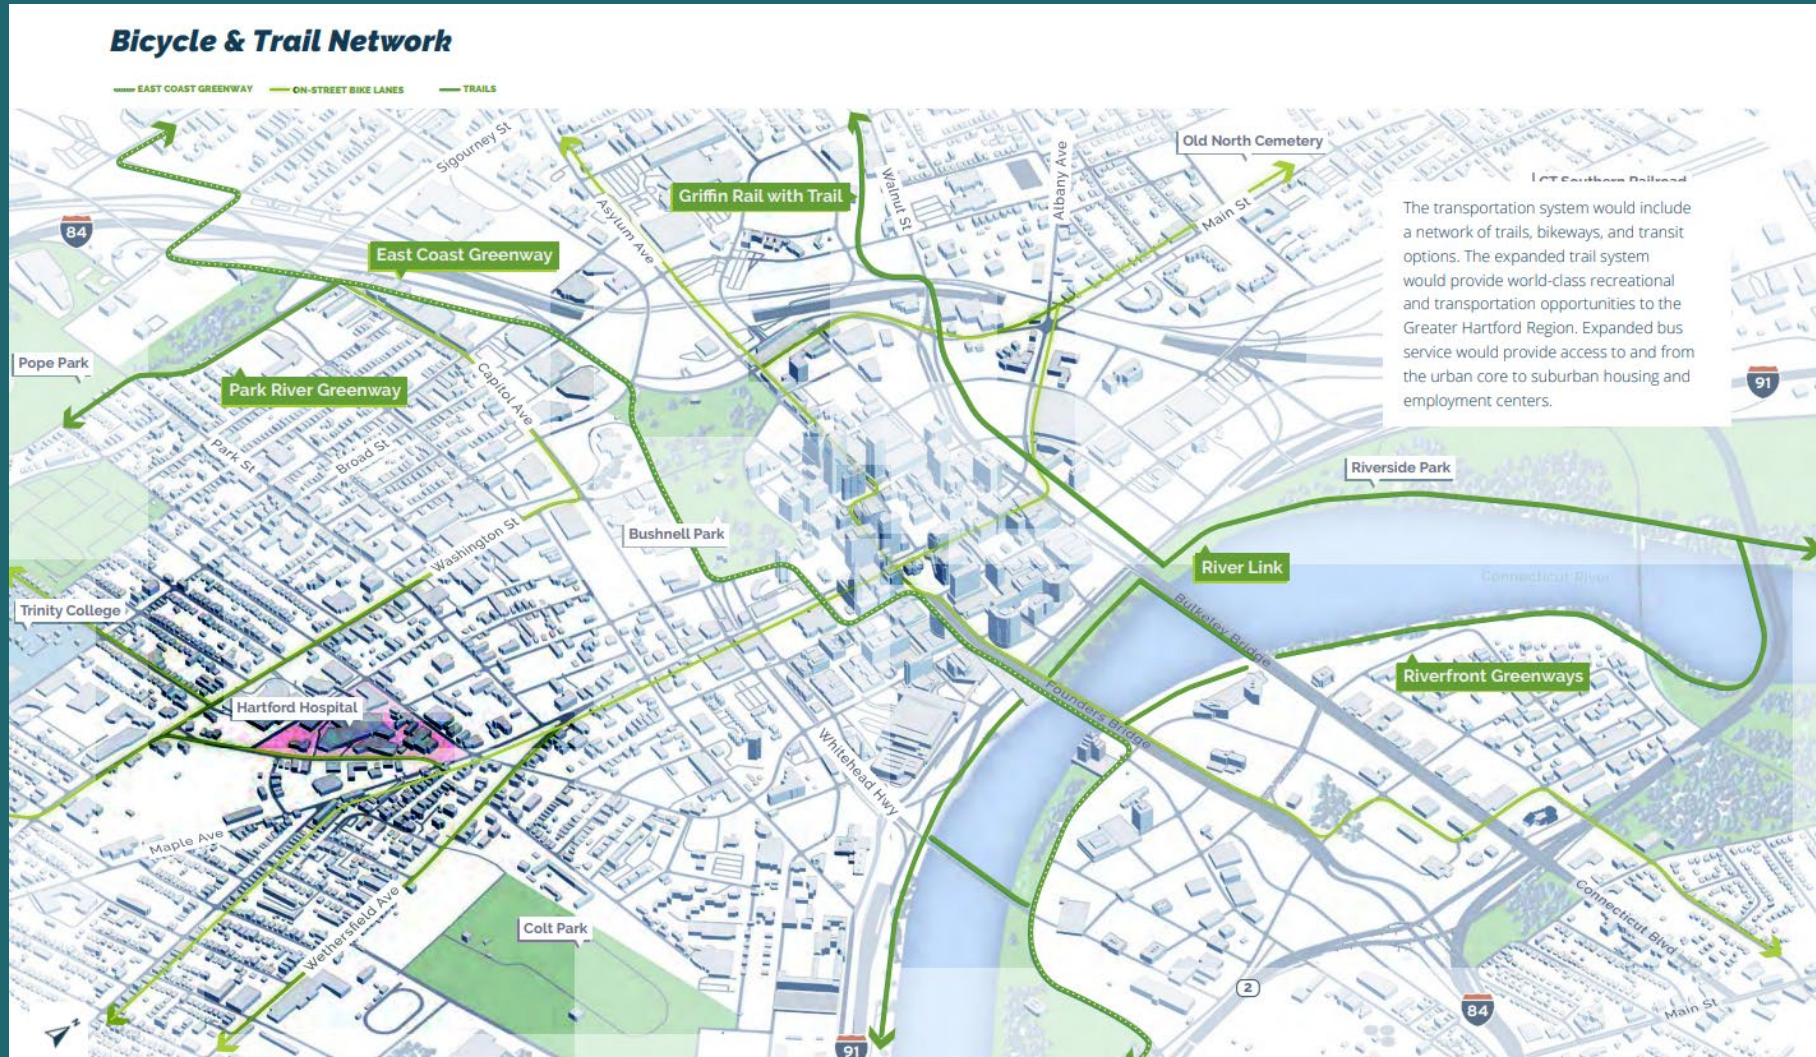 Bicycle & Trail Network
EAST COAST GREENWAY
ON-STREET BIKE LANES
TRAILS
Sigourney St
Old North Cemetery
Albany Ave
Walnut St
CT Southern Railroad
Griffin Rail with Trail
Asylum Ave
Main St
84
East Coast Greenway
The transportation system would include
a network of trails, bikeways, and transit
options. The expanded trail system
would provide world-class recreational
and transportation opportunities to the
Greater Hartford Region. Expanded bus
service would provide access to and from
the urban core to suburban housing and
employment centers.
Pope Park
Park River Greenway
Capitol Ave
91
Park St
Broad St
Riverside Park
Bushnell Park
Washington St
River Link
Connecticut River
Trinity College
Bulkeley Bridge
Riverfront Greenways
Hartford Hospital
Founders Bridge
Whitehead Hwy
Maple Ave
Wethersfield Ave
Colt Park
Connecticut Blvd
2
84
Main St
91
N